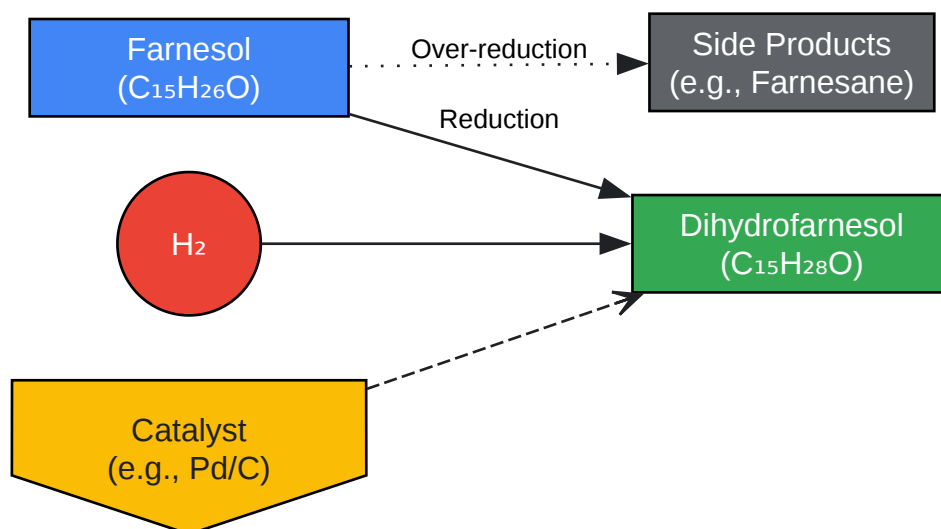 Farnesol
(C₁₅H₂₆O)
Over-reduction
Side Products
(e.g., Farnesane)
Reduction
H₂
Dihydrofarnesol
(C₁₅H₂₈O)
Catalyst
(e.g., Pd/C)